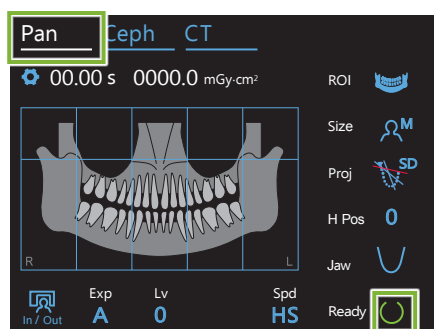 Pan Ceph CT
00.00 s 0000.0 mGy·cm²
ROI
Size M
Proj SD
H Pos 0
R L
Jaw
In / Out
Exp Lv Spd
A 0 HS
Ready